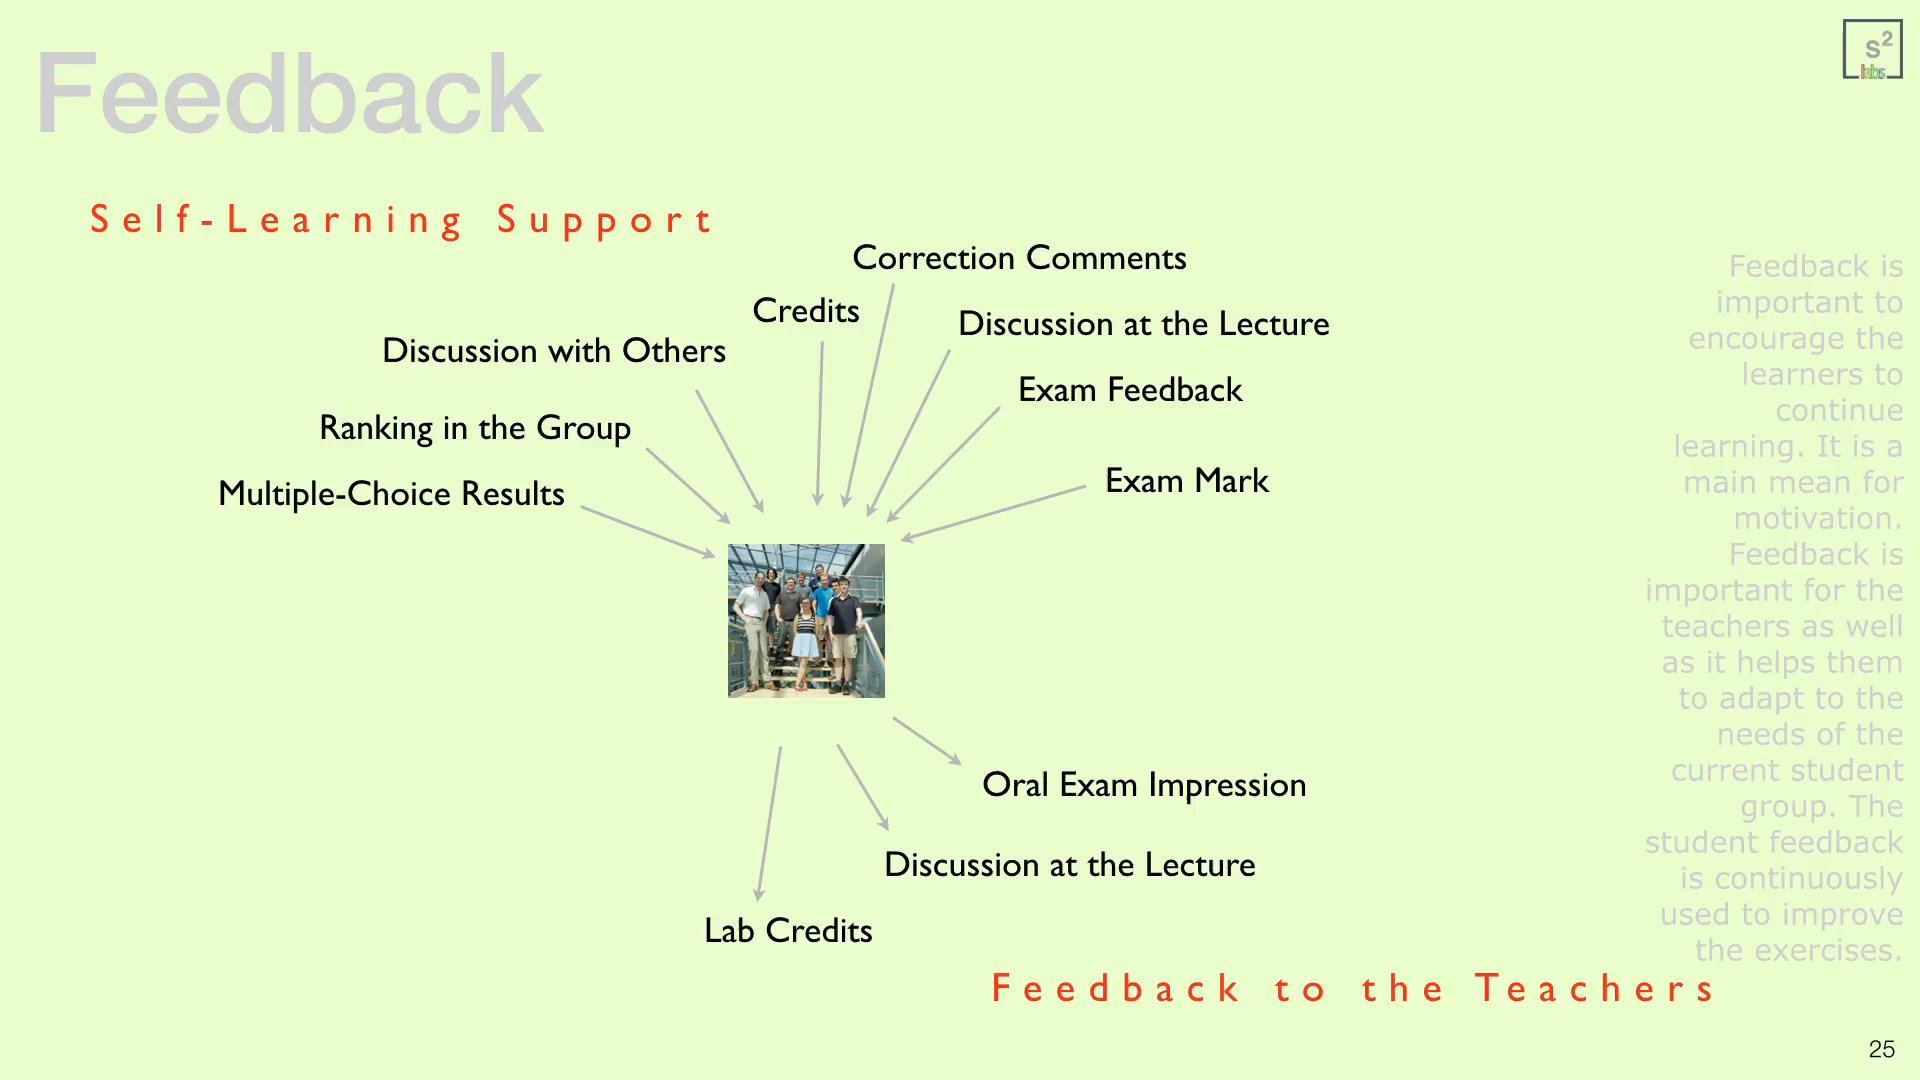 Feedback
s²
labs
Self-Learning Support
Correction Comments
Credits
Discussion at the Lecture
Discussion with Others
Exam Feedback
Ranking in the Group
Exam Mark
Multiple-Choice Results
Oral Exam Impression
Discussion at the Lecture
Lab Credits
Feedback to the Teachers
Feedback is
important to
encourage the
learners to
continue
learning. It is a
main mean for
motivation.
Feedback is
important for the
teachers as well
as it helps them
to adapt to the
needs of the
current student
group. The
student feedback
is continuously
used to improve
the exercises.
25